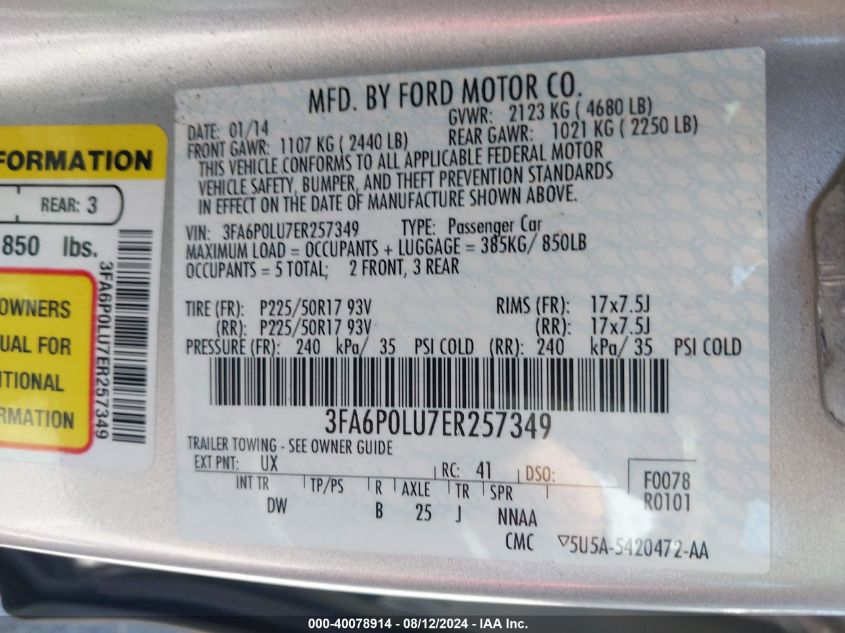 MFD. BY FORD MOTOR CO.
DATE: 01/14
GVWR: 2123 KG ( 4680 LB)
FRONT GAWR: 1107 KG ( 2440 LB)
REAR GAWR: 1021 KG ( 2250 LB)
THIS VEHICLE CONFORMS TO ALL APPLICABLE FEDERAL MOTOR
VEHICLE SAFETY, BUMPER, AND THEFT PREVENTION STANDARDS
IN EFFECT ON THE DATE OF MANUFACTURE SHOWN ABOVE.
VIN: 3FA6P0LU7ER257349 TYPE: Passenger Car
MAXIMUM LOAD = OCCUPANTS + LUGGAGE = 385KG/ 850LB
OCCUPANTS = 5 TOTAL; 2 FRONT, 3 REAR
TIRE (FR): P225/50R17 93V RIMS (FR): 17x7.5J
(RR): P225/50R17 93V (RR): 17x7.5J
PRESSURE (FR): 240 kPa/ 35 PSI COLD (RR): 240 kPa/ 35 PSI COLD
3FA6P0LU7ER257349
TRAILER TOWING - SEE OWNER GUIDE
EXT PNT: UX RC: 41 DSO:
INT TR TP/PS R AXLE TR SPR
DW B 25 J NNAA
CMC
F0078
R0101
▽5U5A-5420472-AA
FORMATION
REAR: 3
850 lbs.
3FA6P0LU7ER257349
OWNERS
UAL FOR
ITIONAL
RMATION
000-40078914 - 08/12/2024 - IAA Inc.